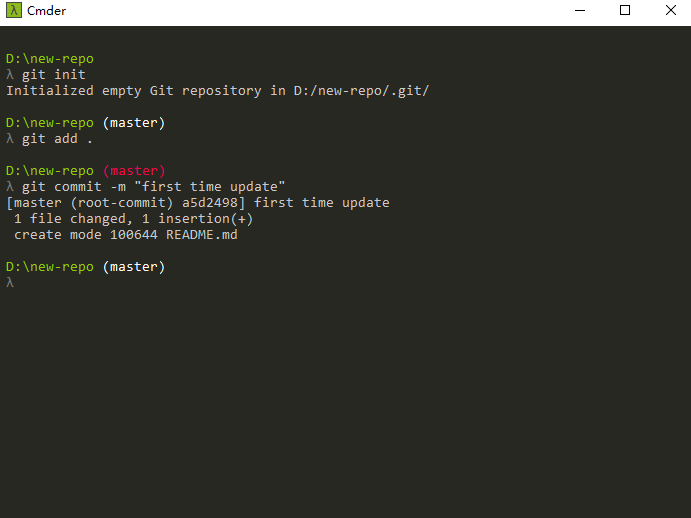 λ Cmder
D:\new-repo
λ git init
Initialized empty Git repository in D:/new-repo/.git/
D:\new-repo (master)
λ git add .
D:\new-repo (master)
λ git commit -m "first time update"
[master (root-commit) a5d2498] first time update
 1 file changed, 1 insertion(+)
 create mode 100644 README.md
D:\new-repo (master)
λ